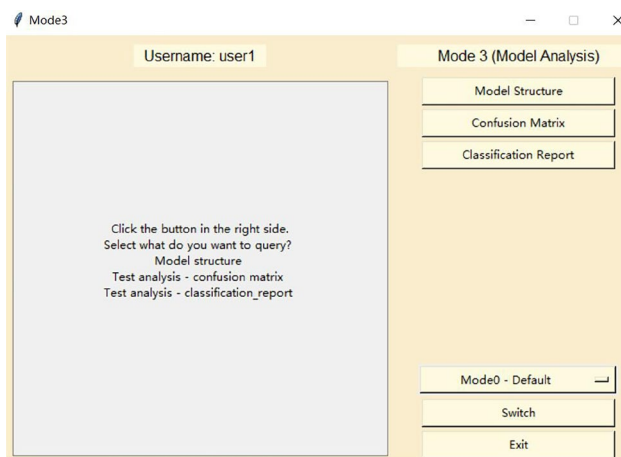 Mode3
Username: user1
Mode 3 (Model Analysis)
Model Structure
Confusion Matrix
Classification Report
Click the button in the right side.
Select what do you want to query?
Model structure
Test analysis - confusion matrix
Test analysis - classification_report
Mode0 - Default
Switch
Exit